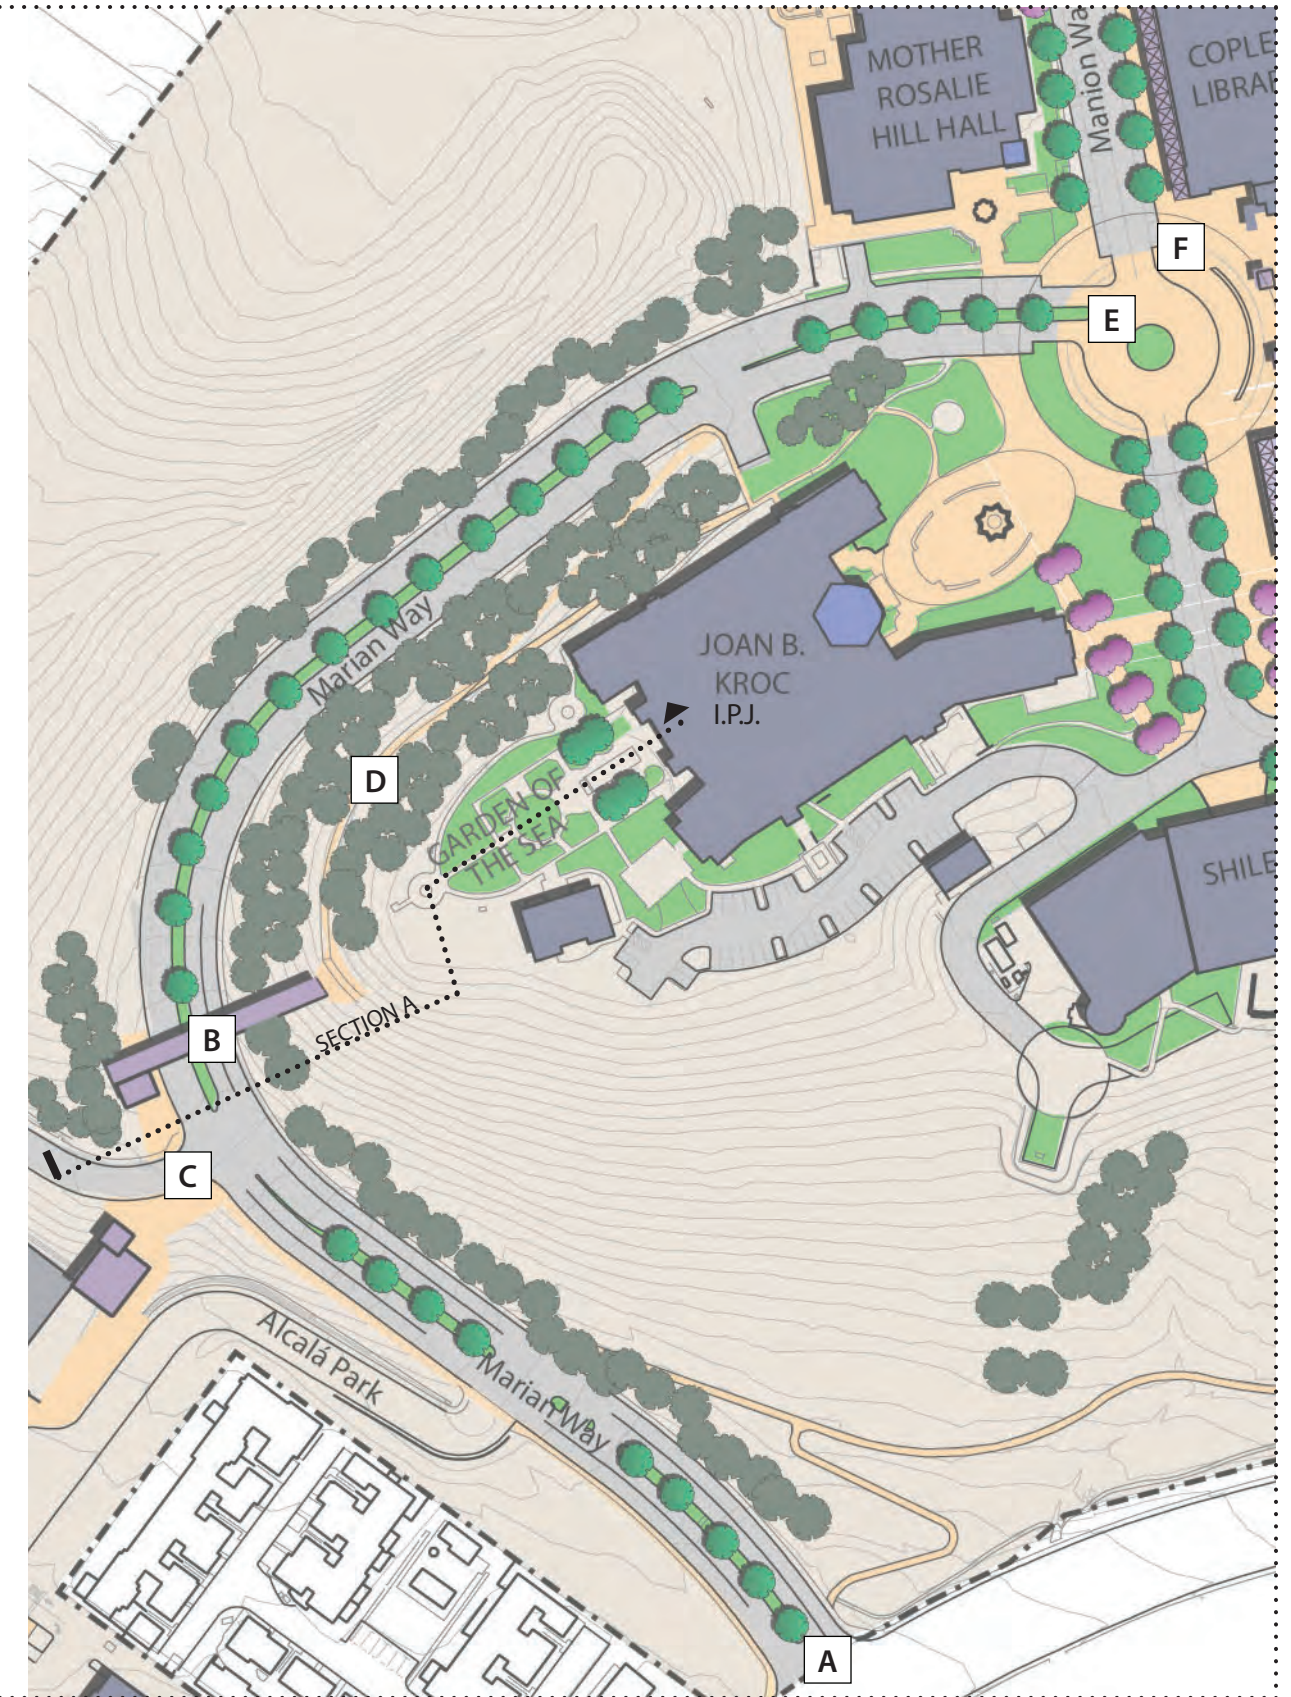 MOTHER
ROSALIE
HILL HALL
Manion Wa
COPLE
LIBRAR
F
E
Marian Way
JOAN B.
KROC
I.P.J.
D
GARDEN OF
THE SEA
SHILE
SECTION A
B
C
Alcalá Park
Marian Way
A